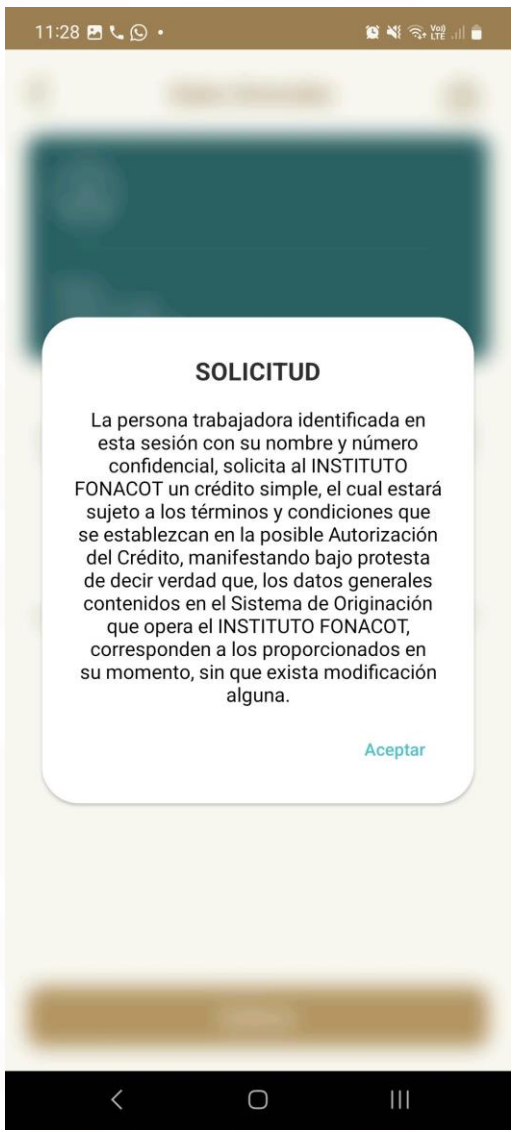 11:28
Vo))
LTE
SOLICITUD
La persona trabajadora identificada en
esta sesión con su nombre y número
confidencial, solicita al INSTITUTO
FONACOT un crédito simple, el cual estará
sujeto a los términos y condiciones que
se establezcan en la posible Autorización
del Crédito, manifestando bajo protesta
de decir verdad que, los datos generales
contenidos en el Sistema de Originación
que opera el INSTITUTO FONACOT,
corresponden a los proporcionados en
su momento, sin que exista modificación
alguna.
Aceptar